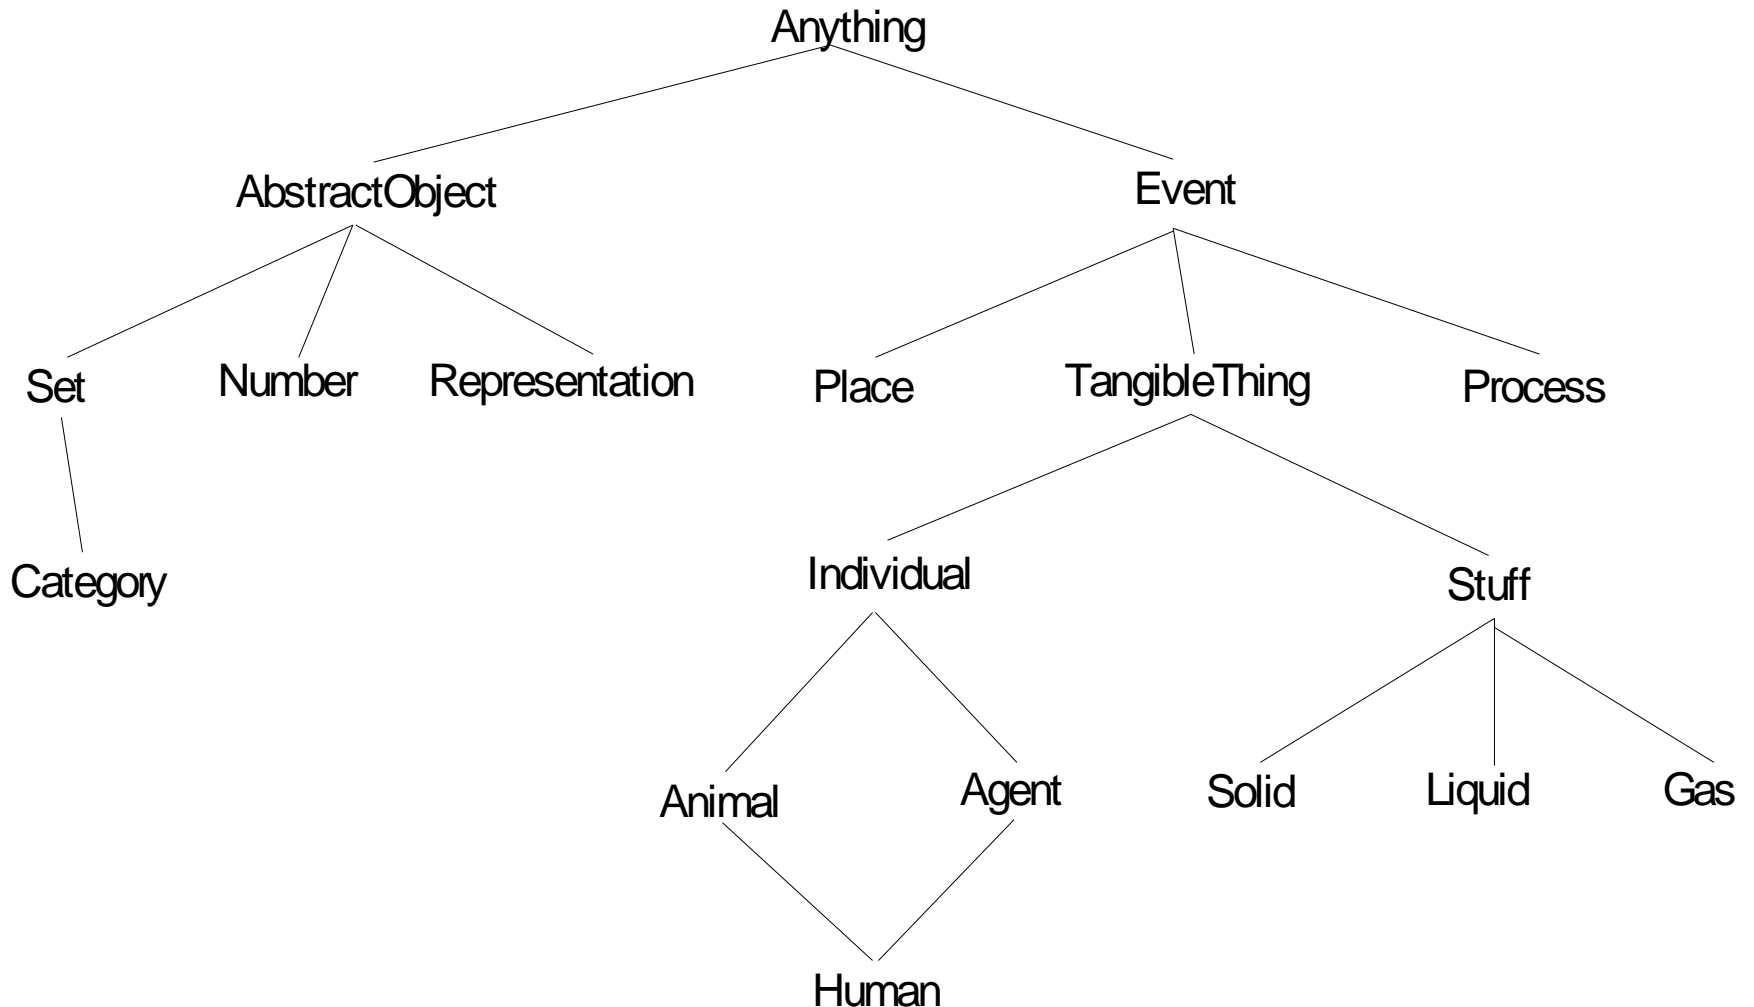 Anything
AbstractObject
Event
Set
Number
Representation
Place
TangibleThing
Process
Category
Individual
Stuff
Animal
Agent
Solid
Liquid
Gas
Human